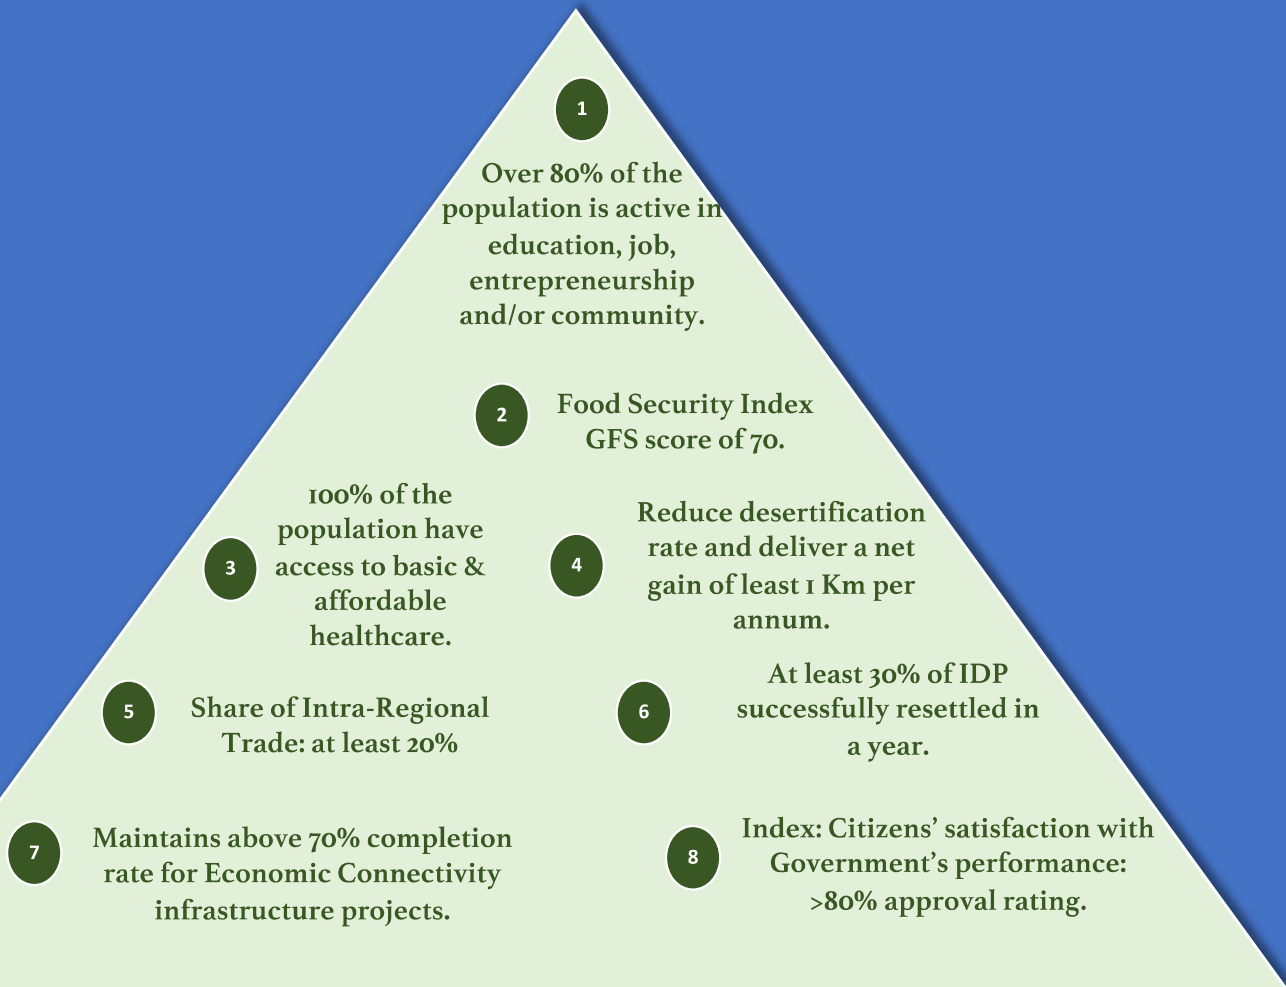 1
Over 80% of the
population is active in
education, job,
entrepreneurship
and/or community.
2
Food Security Index
GFS score of 70.
3
100% of the
population have
access to basic &
affordable
healthcare.
4
Reduce desertification
rate and deliver a net
gain of least 1 Km per
annum.
5
Share of Intra-Regional
Trade: at least 20%
6
At least 30% of IDP
successfully resettled in
a year.
7
Maintains above 70% completion
rate for Economic Connectivity
infrastructure projects.
8
Index: Citizens’ satisfaction with
Government’s performance:
>80% approval rating.